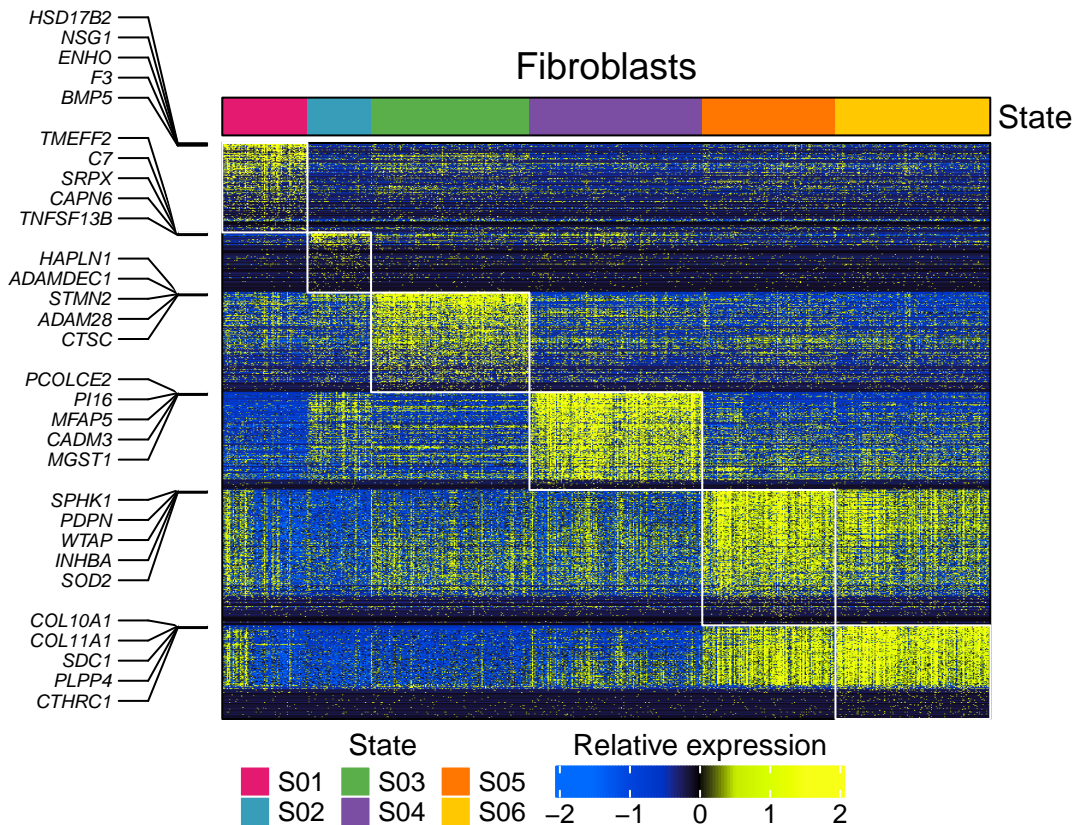 Fibroblasts
State
HSD17B2
NSG1
ENHO
F3
BMP5
TMEFF2
C7
SRPX
CAPN6
TNFSF13B
HAPLN1
ADAMDEC1
STMN2
ADAM28
CTSC
PCOLCE2
PI16
MFAP5
CADM3
MGST1
SPHK1
PDPN
WTAP
INHBA
SOD2
COL10A1
COL11A1
SDC1
PLPP4
CTHRC1
State
S01 S03 S05
S02 S04 S06
Relative expression
−2 −1 0 1 2